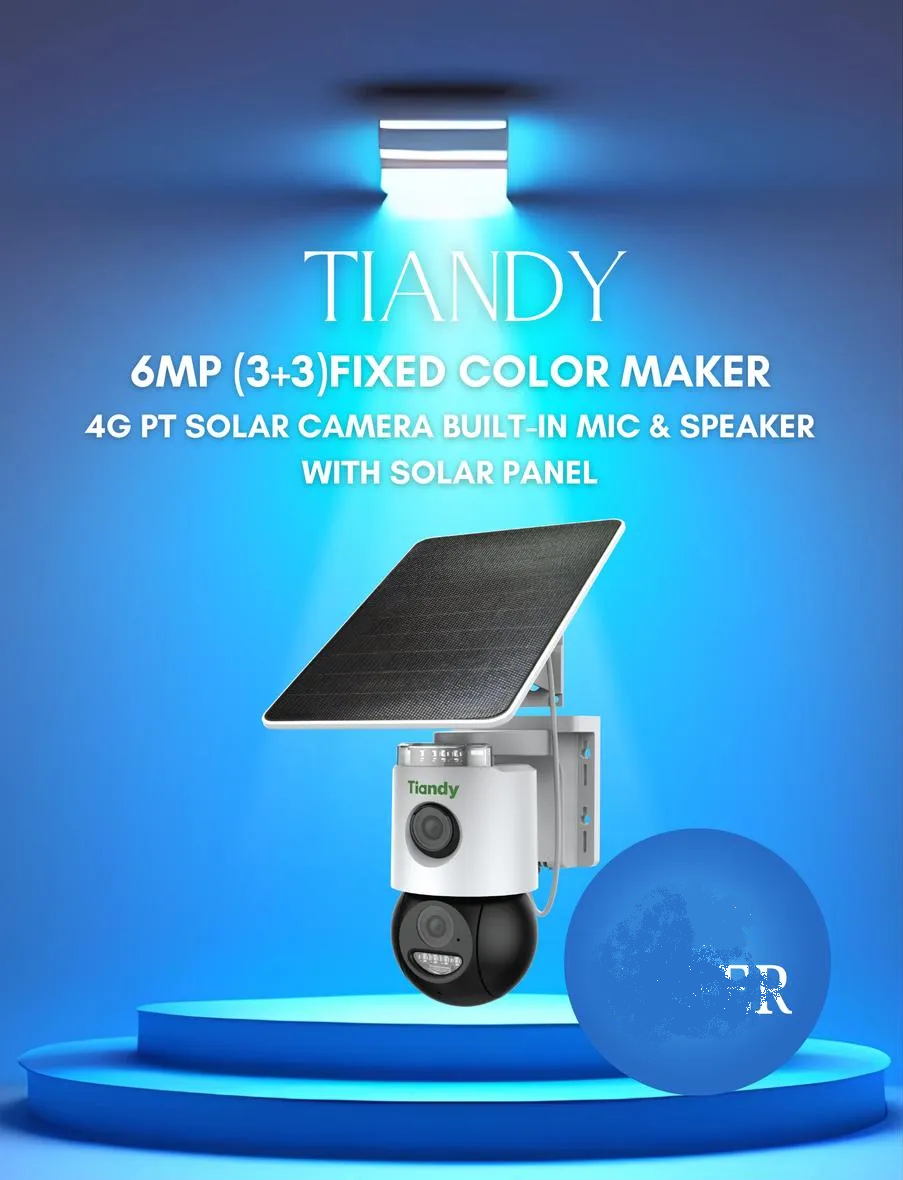 TIANDY
6MP (3+3)FIXED COLOR MAKER
4G PT SOLAR CAMERA BUILT-IN MIC & SPEAKER
WITH SOLAR PANEL
Tiandy